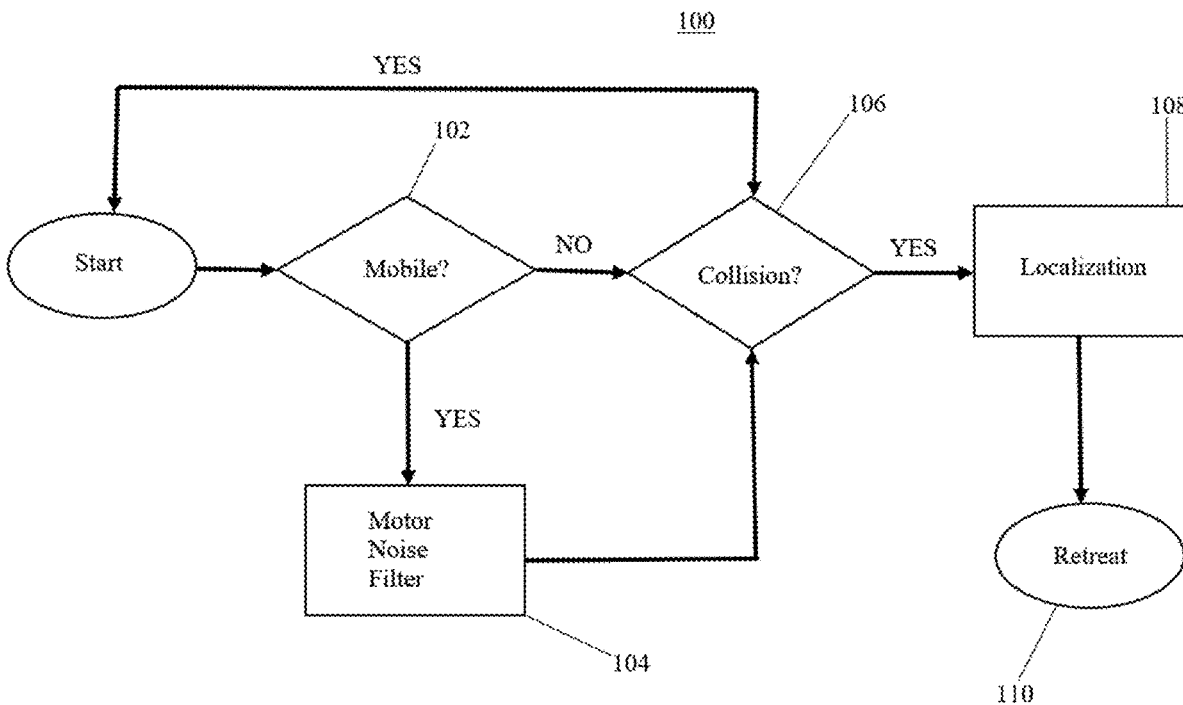 100
YES
102
106
108
Start
Mobile?
NO
Collision?
YES
Localization
YES
Motor
Noise
Filter
Retreat
104
110